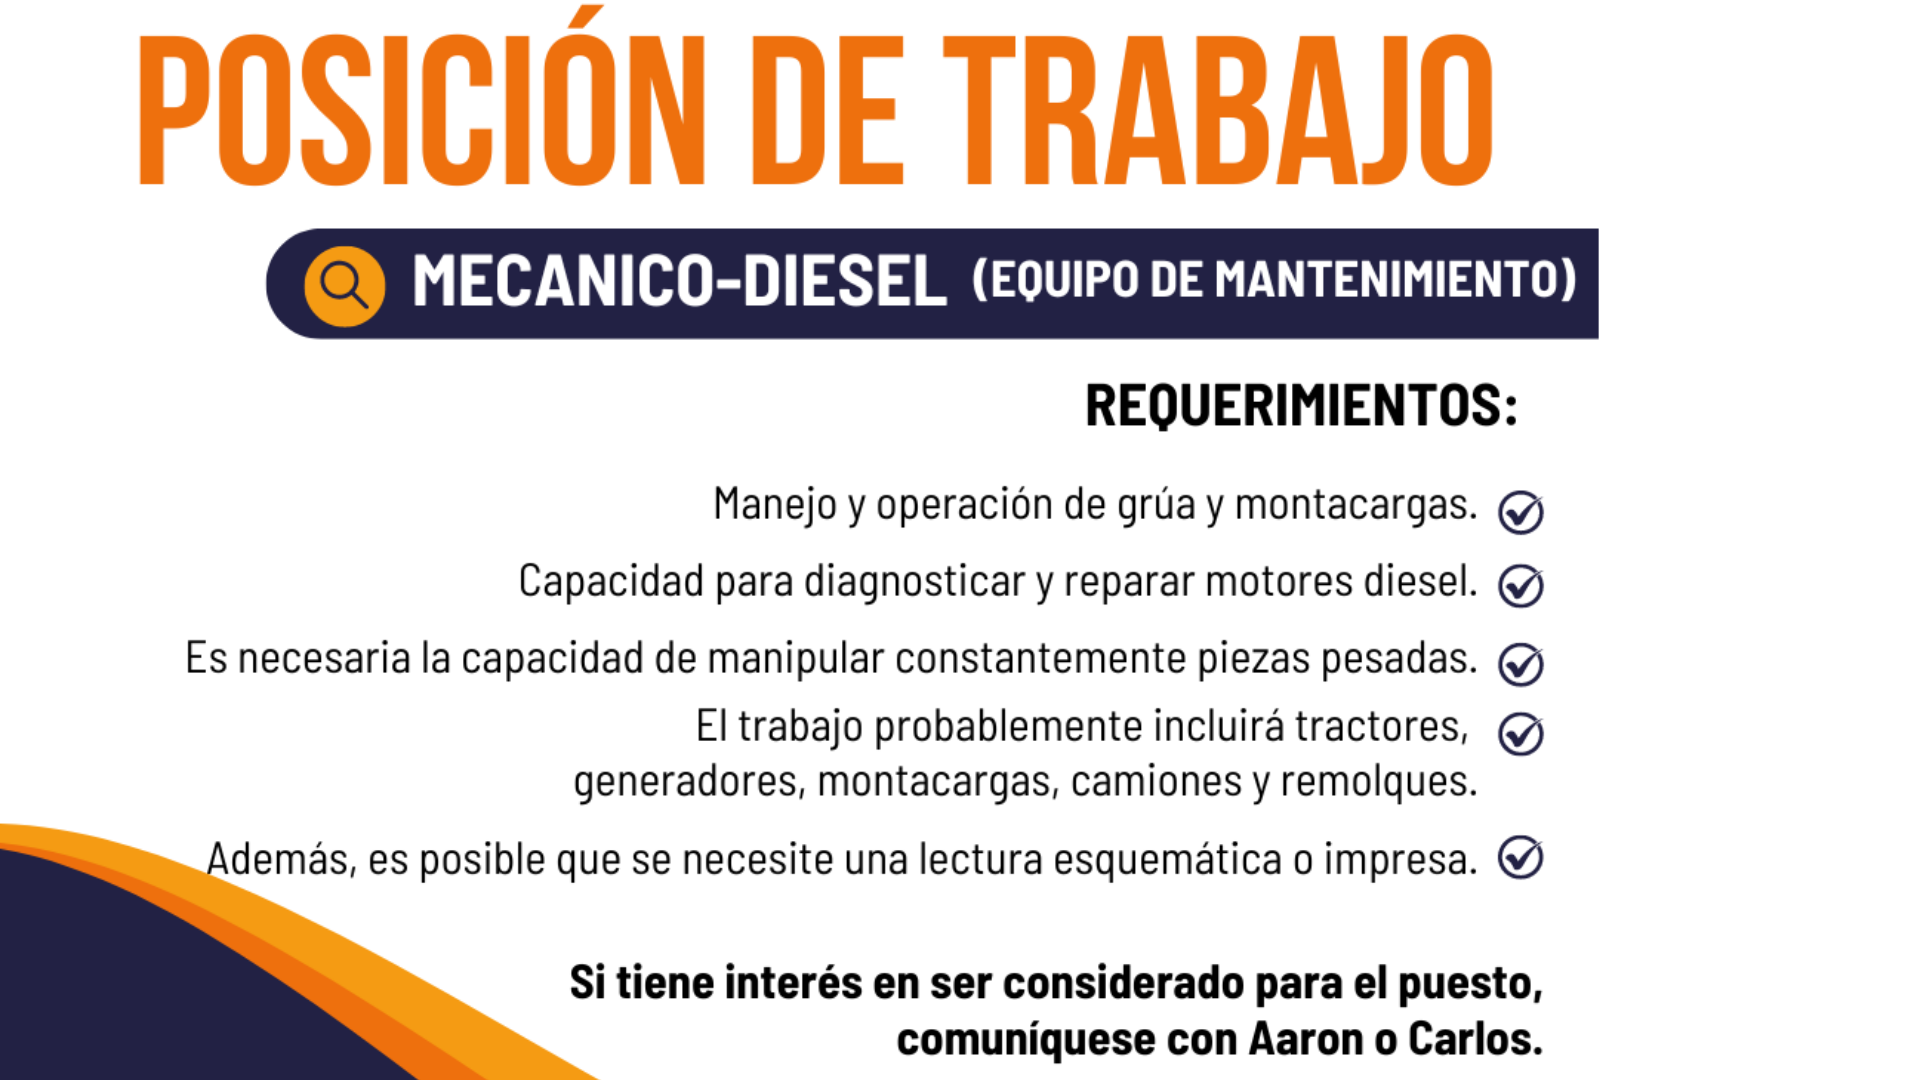 POSICIÓN DE TRABAJO
MECANICO-DIESEL (EQUIPO DE MANTENIMIENTO)
REQUERIMIENTOS:
Manejo y operación de grúa y montacargas.
Capacidad para diagnosticar y reparar motores diesel.
Es necesaria la capacidad de manipular constantemente piezas pesadas.
El trabajo probablemente incluirá tractores,
generadores, montacargas, camiones y remolques.
Además, es posible que se necesite una lectura esquemática o impresa.
Si tiene interés en ser considerado para el puesto,
comuníquese con Aaron o Carlos.